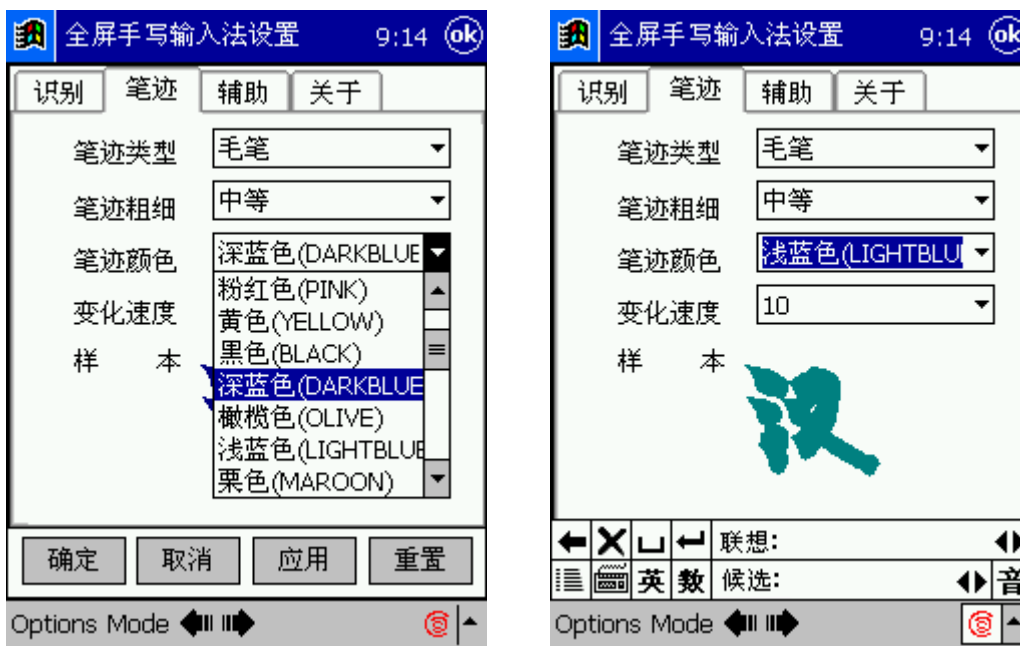 全屏手写输入法设置 9:14 ok
识别 笔迹 辅助 关于
笔迹类型 毛笔
笔迹粗细 中等
笔迹颜色 深蓝色(DARKBLUE
粉红色(PINK)
变化速度 黄色(YELLOW)
样 本 黑色(BLACK)
深蓝色(DARKBLUE
橄榄色(OLIVE)
浅蓝色(LIGHTBLUE
栗色(MAROON)
确定 取消 应用 重置
Options Mode
全屏手写输入法设置 9:14 ok
识别 笔迹 辅助 关于
笔迹类型 毛笔
笔迹粗细 中等
笔迹颜色 浅蓝色(LIGHTBLU
变化速度 10
样 本
汉
联想:
英 数 候选: 音
Options Mode